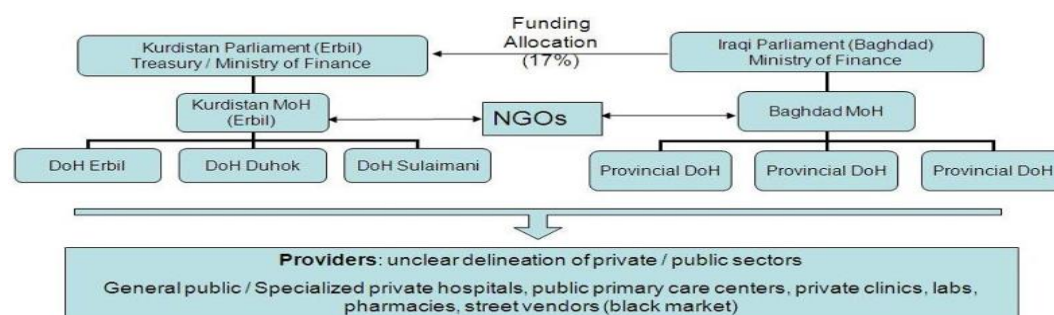 Funding
Allocation
(17%)
Kurdistan Parliament (Erbil)
Treasury / Ministry of Finance
Iraqi Parliament (Baghdad)
Ministry of Finance
Kurdistan MoH
(Erbil)
NGOs
Baghdad MoH
DoH Erbil
DoH Duhok
DoH Sulaimani
Provincial DoH
Provincial DoH
Provincial DoH
Providers: unclear delineation of private / public sectors
General public / Specialized private hospitals, public primary care centers, private clinics, labs,
pharmacies, street vendors (black market)